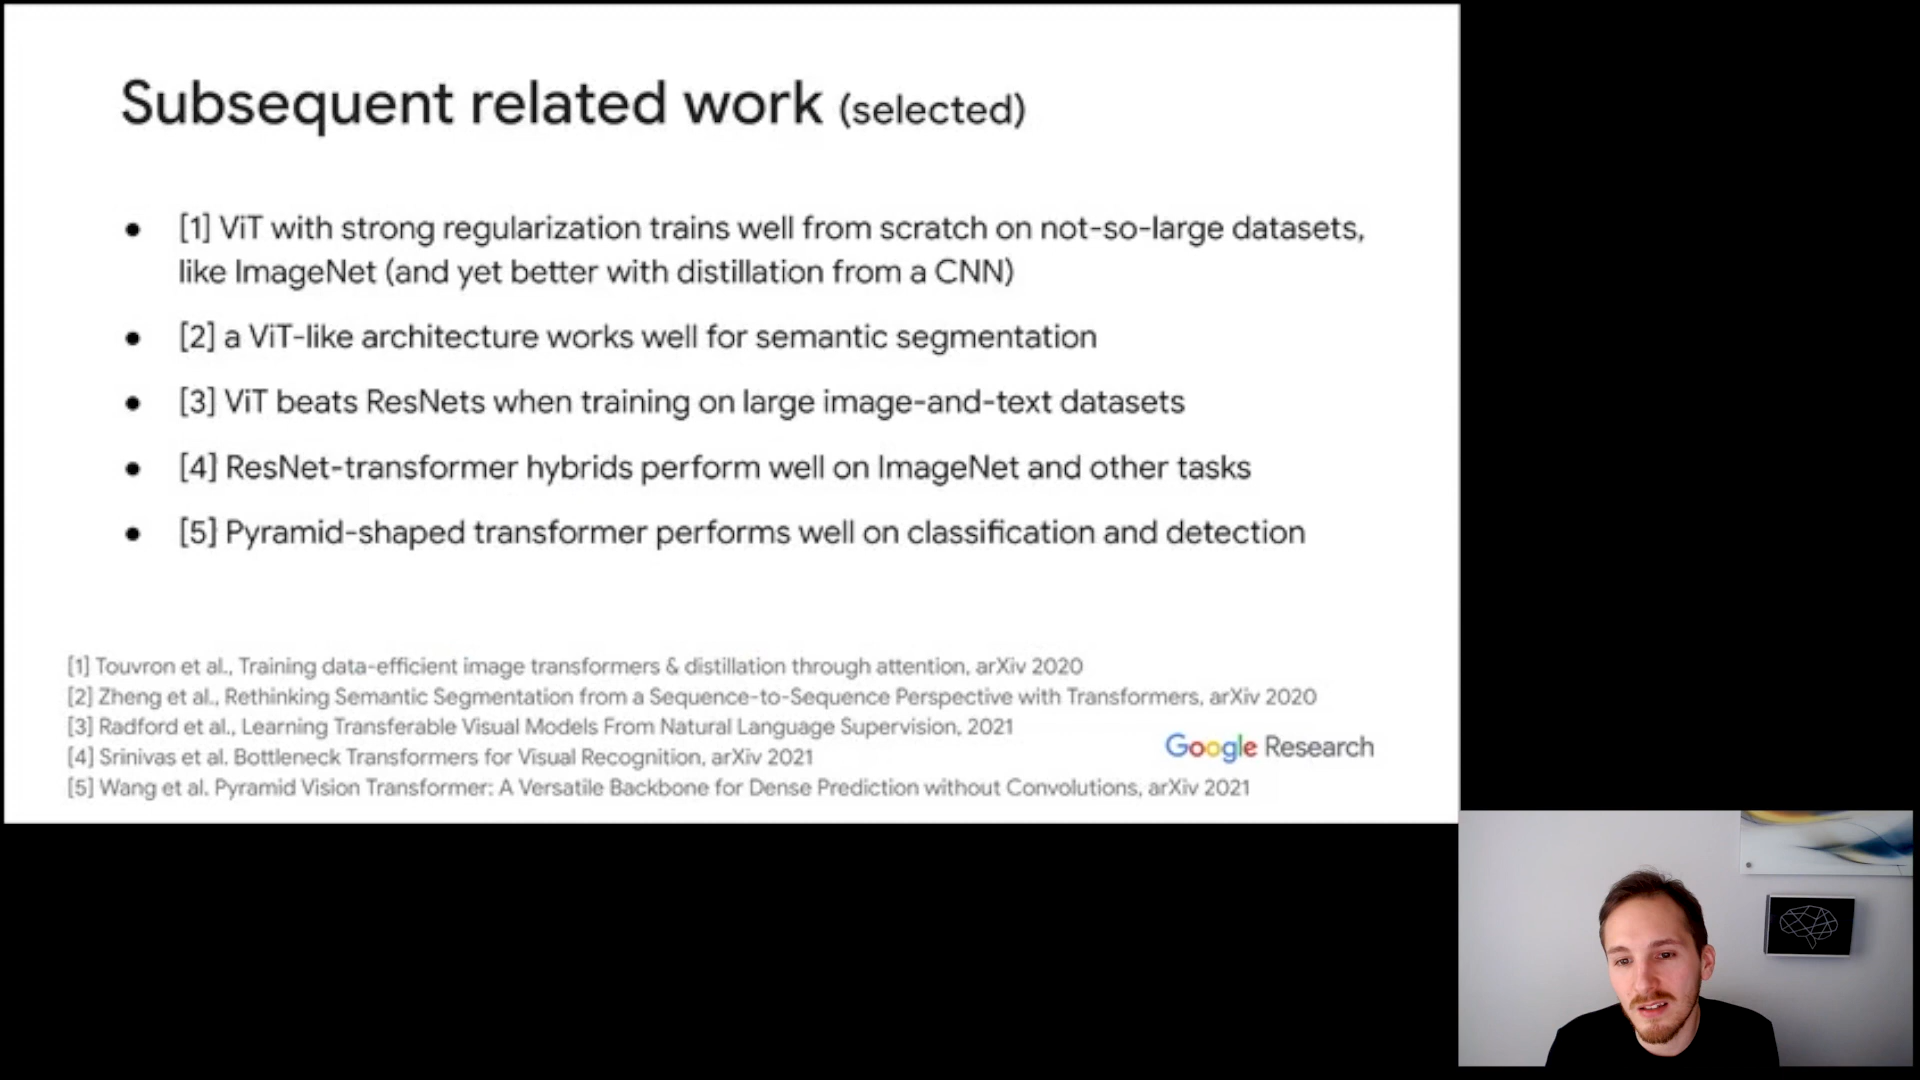 Subsequent related work (selected)
● [1] ViT with strong regularization trains well from scratch on not-so-large datasets,
like ImageNet (and yet better with distillation from a CNN)
● [2] a ViT-like architecture works well for semantic segmentation
● [3] ViT beats ResNets when training on large image-and-text datasets
● [4] ResNet-transformer hybrids perform well on ImageNet and other tasks
● [5] Pyramid-shaped transformer performs well on classification and detection
[1] Touvron et al., Training data-efficient image transformers & distillation through attention, arXiv 2020
[2] Zheng et al., Rethinking Semantic Segmentation from a Sequence-to-Sequence Perspective with Transformers, arXiv 2020
[3] Radford et al., Learning Transferable Visual Models From Natural Language Supervision, 2021
[4] Srinivas et al. Bottleneck Transformers for Visual Recognition, arXiv 2021
[5] Wang et al. Pyramid Vision Transformer: A Versatile Backbone for Dense Prediction without Convolutions, arXiv 2021
Google Research